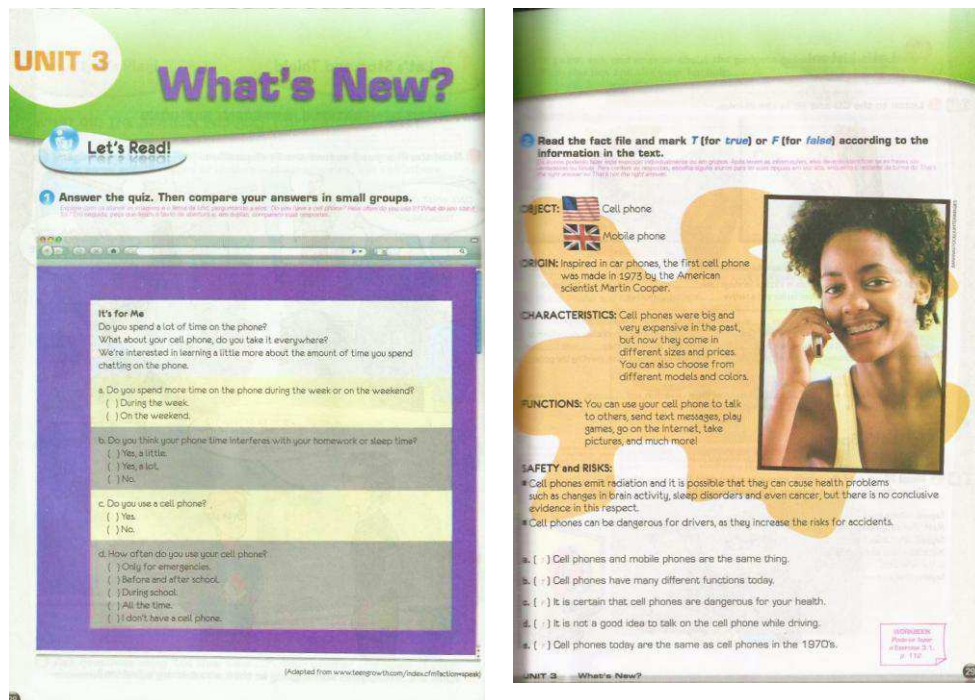 UNIT 3
What's New?
Let's Read!
1 Answer the quiz. Then compare your answers in small groups.
It's for Me
Do you spend a lot of time on the phone?
What about your cell phone, do you take it everywhere?
We're interested in learning a little more about the amount of time you spend
chatting on the phone.
a. Do you spend more time on the phone during the week or on the weekend?
( ) During the week.
( ) On the weekend.
b. Do you think your phone time interferes with your homework or sleep time?
( ) Yes, a little.
( ) Yes, a lot.
( ) No.
c. Do you use a cell phone?
( ) Yes.
( ) No.
d. How often do you use your cell phone?
( ) Only for emergencies.
( ) Before and after school.
( ) During school.
( ) All the time.
( ) I don't have a cell phone.
(Adapted from www.teengrowth.com/index.cfm?action=speak)
2 Read the fact file and mark T (for true) or F (for false) according to the
information in the text.
OBJECT: Cell phone
Mobile phone
ORIGIN: Inspired in car phones, the first cell phone
was made in 1973 by the American
scientist Martin Cooper.
CHARACTERISTICS: Cell phones were big and
very expensive in the past,
but now they come in
different sizes and prices.
You can also choose from
different models and colors.
FUNCTIONS: You can use your cell phone to talk
to others, send text messages, play
games, go on the internet, take
pictures, and much more!
SAFETY and RISKS:
Cell phones emit radiation and it is possible that they can cause health problems
such as changes in brain activity, sleep disorders and even cancer, but there is no conclusive
evidence in this respect.
Cell phones can be dangerous for drivers, as they increase the risks for accidents.
a. ( ) Cell phones and mobile phones are the same thing.
b. ( ) Cell phones have many different functions today.
c. ( ) It is certain that cell phones are dangerous for your health.
d. ( ) It is not a good idea to talk on the cell phone while driving.
e. ( ) Cell phones today are the same as cell phones in the 1970's.
WORKBOOK
Pode-se fazer
o Exercise 3.1,
p. 112
UNIT 3 What's New?